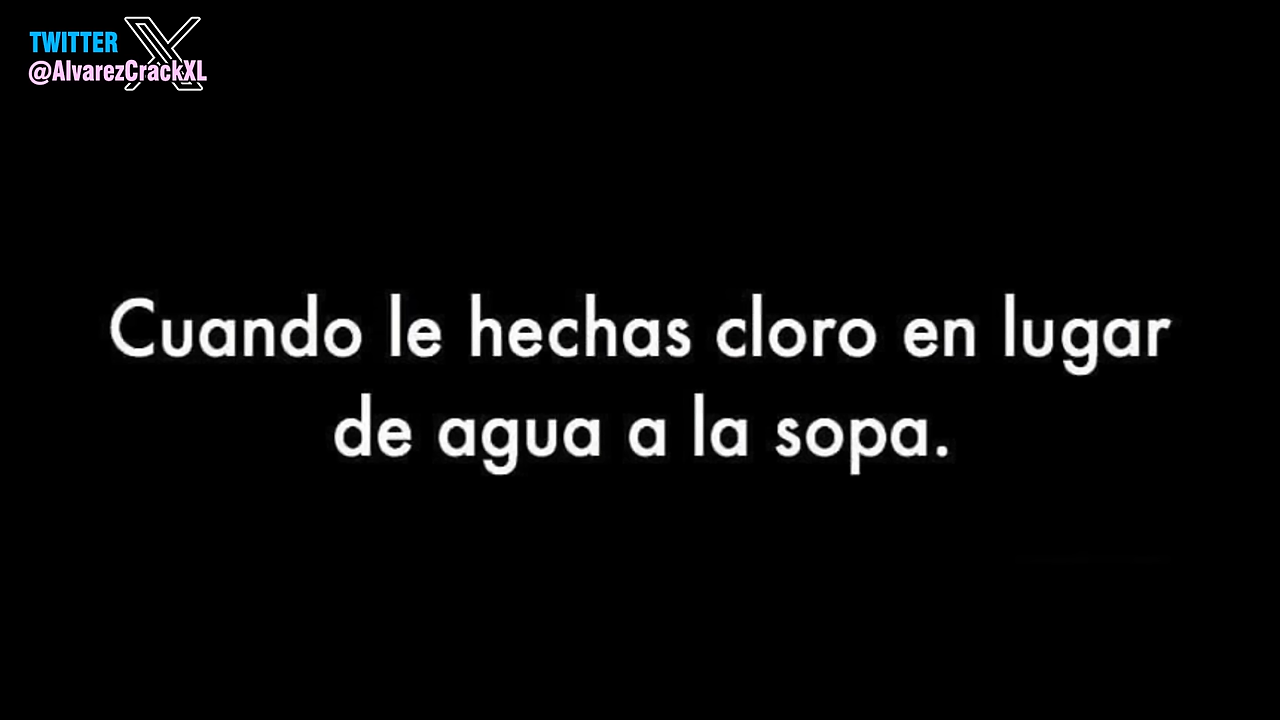 TWITTER X
@AlvarezCrackXL
Cuando le hechas cloro en lugar
de agua a la sopa.